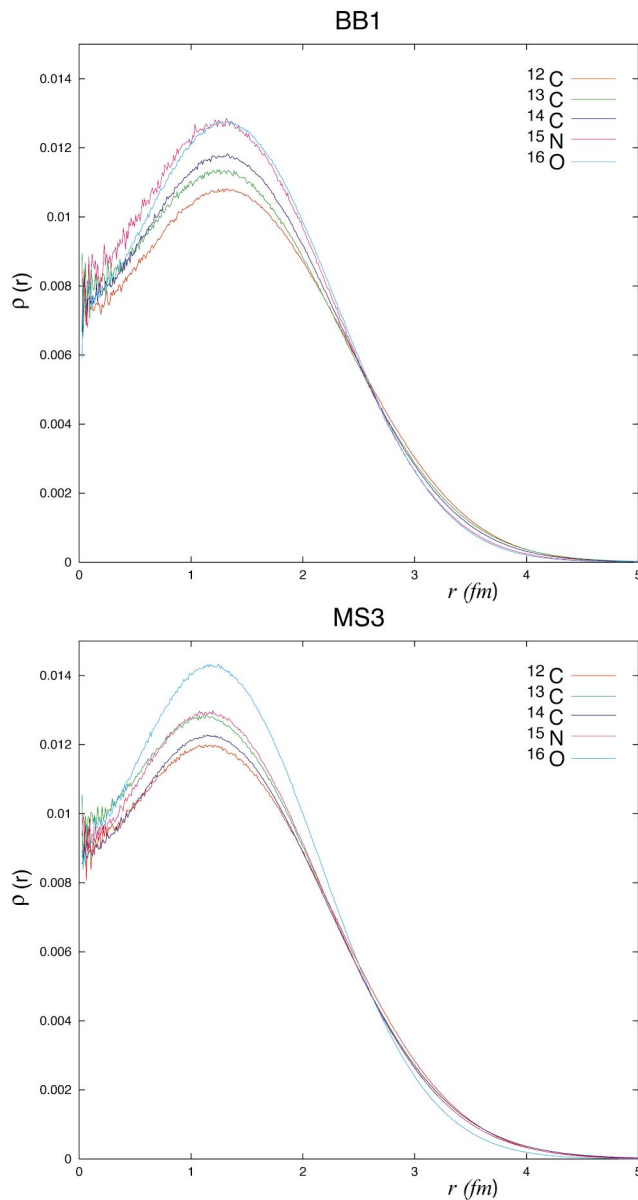 BB1
0.014
0.012
0.01
0.008
0.006
0.004
0.002
0
ρ (r)
¹²C
¹³C
¹⁴C
¹⁵N
¹⁶O
0 1 2 3 4 5
r (fm)
MS3
0.014
0.012
0.01
0.008
0.006
0.004
0.002
0
ρ (r)
¹²C
¹³C
¹⁴C
¹⁵N
¹⁶O
0 1 2 3 4 5
r (fm)